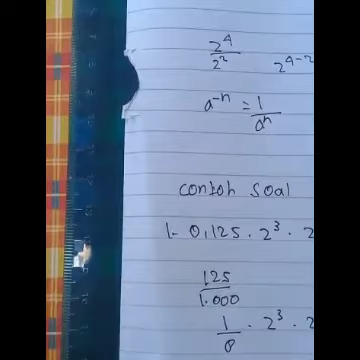 2^4/2^2 2^4-2
a^-n = 1/a^n
contoh soal
1. 0,125 . 2^3 . 2
125/1.000
1/8 . 2^3 . 2